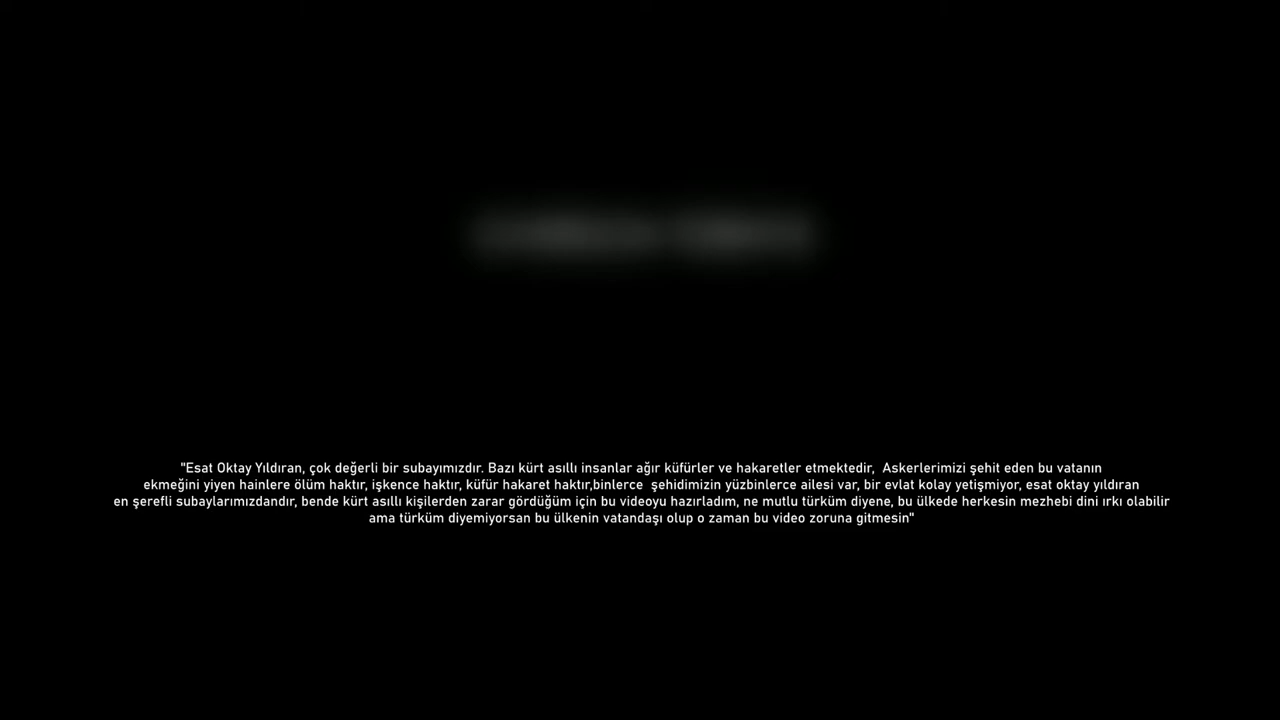 "Esat Oktay Yıldıran, çok değerli bir subayımızdır. Bazı kürt asıllı insanlar ağır küfürler ve hakaretler etmektedir,  Askerlerimizi şehit eden bu vatanın
ekmeğini yiyen hainlere ölüm haktır, işkence haktır, küfür hakaret haktır,binlerce  şehidimizin yüzbinlerce ailesi var, bir evlat kolay yetişmiyor, esat oktay yıldıran
en şerefli subaylarımızdandır, bende kürt asıllı kişilerden zarar gördüğüm için bu videoyu hazırladım, ne mutlu türküm diyene, bu ülkede herkesin mezhebi dini ırkı olabilir
ama türküm diyemiyorsan bu ülkenin vatandaşı olup o zaman bu video zoruna gitmesin"